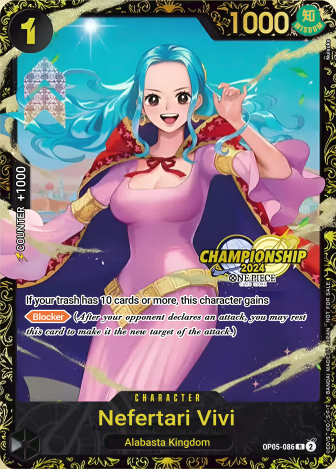 1
1000
知
WISDOM
COUNTER +1000
CHAMPIONSHIP
2024
ONE PIECE
CARD GAME
If your trash has 10 cards or more, this character gains
Blocker (After your opponent declares an attack, you may rest
this card to make it the new target of the attack.)
CHARACTER
Nefertari Vivi
Alabasta Kingdom
OP05-086 R 2